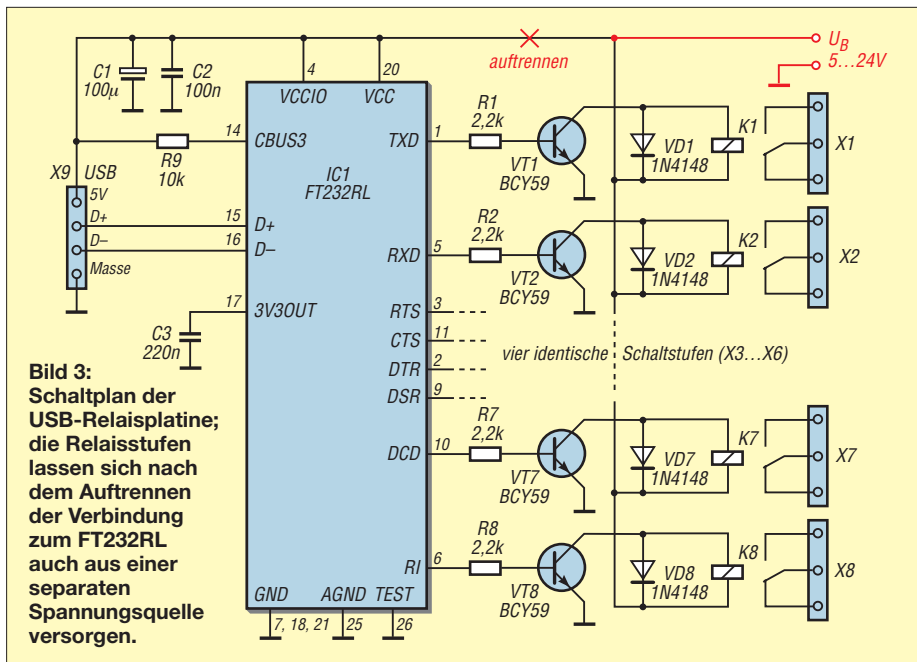 U_B
auftrennen
5...24V
C1
100µ
C2
100n
4
20
VCCIO
VCC
R9
10k
14
CBUS3
IC1
FT232RL
X9 USB
5V
D+
D–
Masse
15
D+
16
D–
17
3V3OUT
C3
220n
TXD
1
R1
2,2k
VT1
BCY59
VD1
1N4148
K1
X1
RXD
5
R2
2,2k
VT2
BCY59
VD2
1N4148
K2
X2
RTS
3
CTS
11
DTR
2
DSR
9
vier identische Schaltstufen (X3...X6)
DCD
10
R7
2,2k
VT7
BCY59
VD7
1N4148
K7
X7
RI
6
R8
2,2k
VT8
BCY59
VD8
1N4148
K8
X8
GND
AGND
TEST
7, 18, 21
25
26
Bild 3:
Schaltplan der
USB-Relaisplatine;
die Relaisstufen
lassen sich nach
dem Auftrennen
der Verbindung
zum FT232RL
auch aus einer
separaten
Spannungsquelle
versorgen.